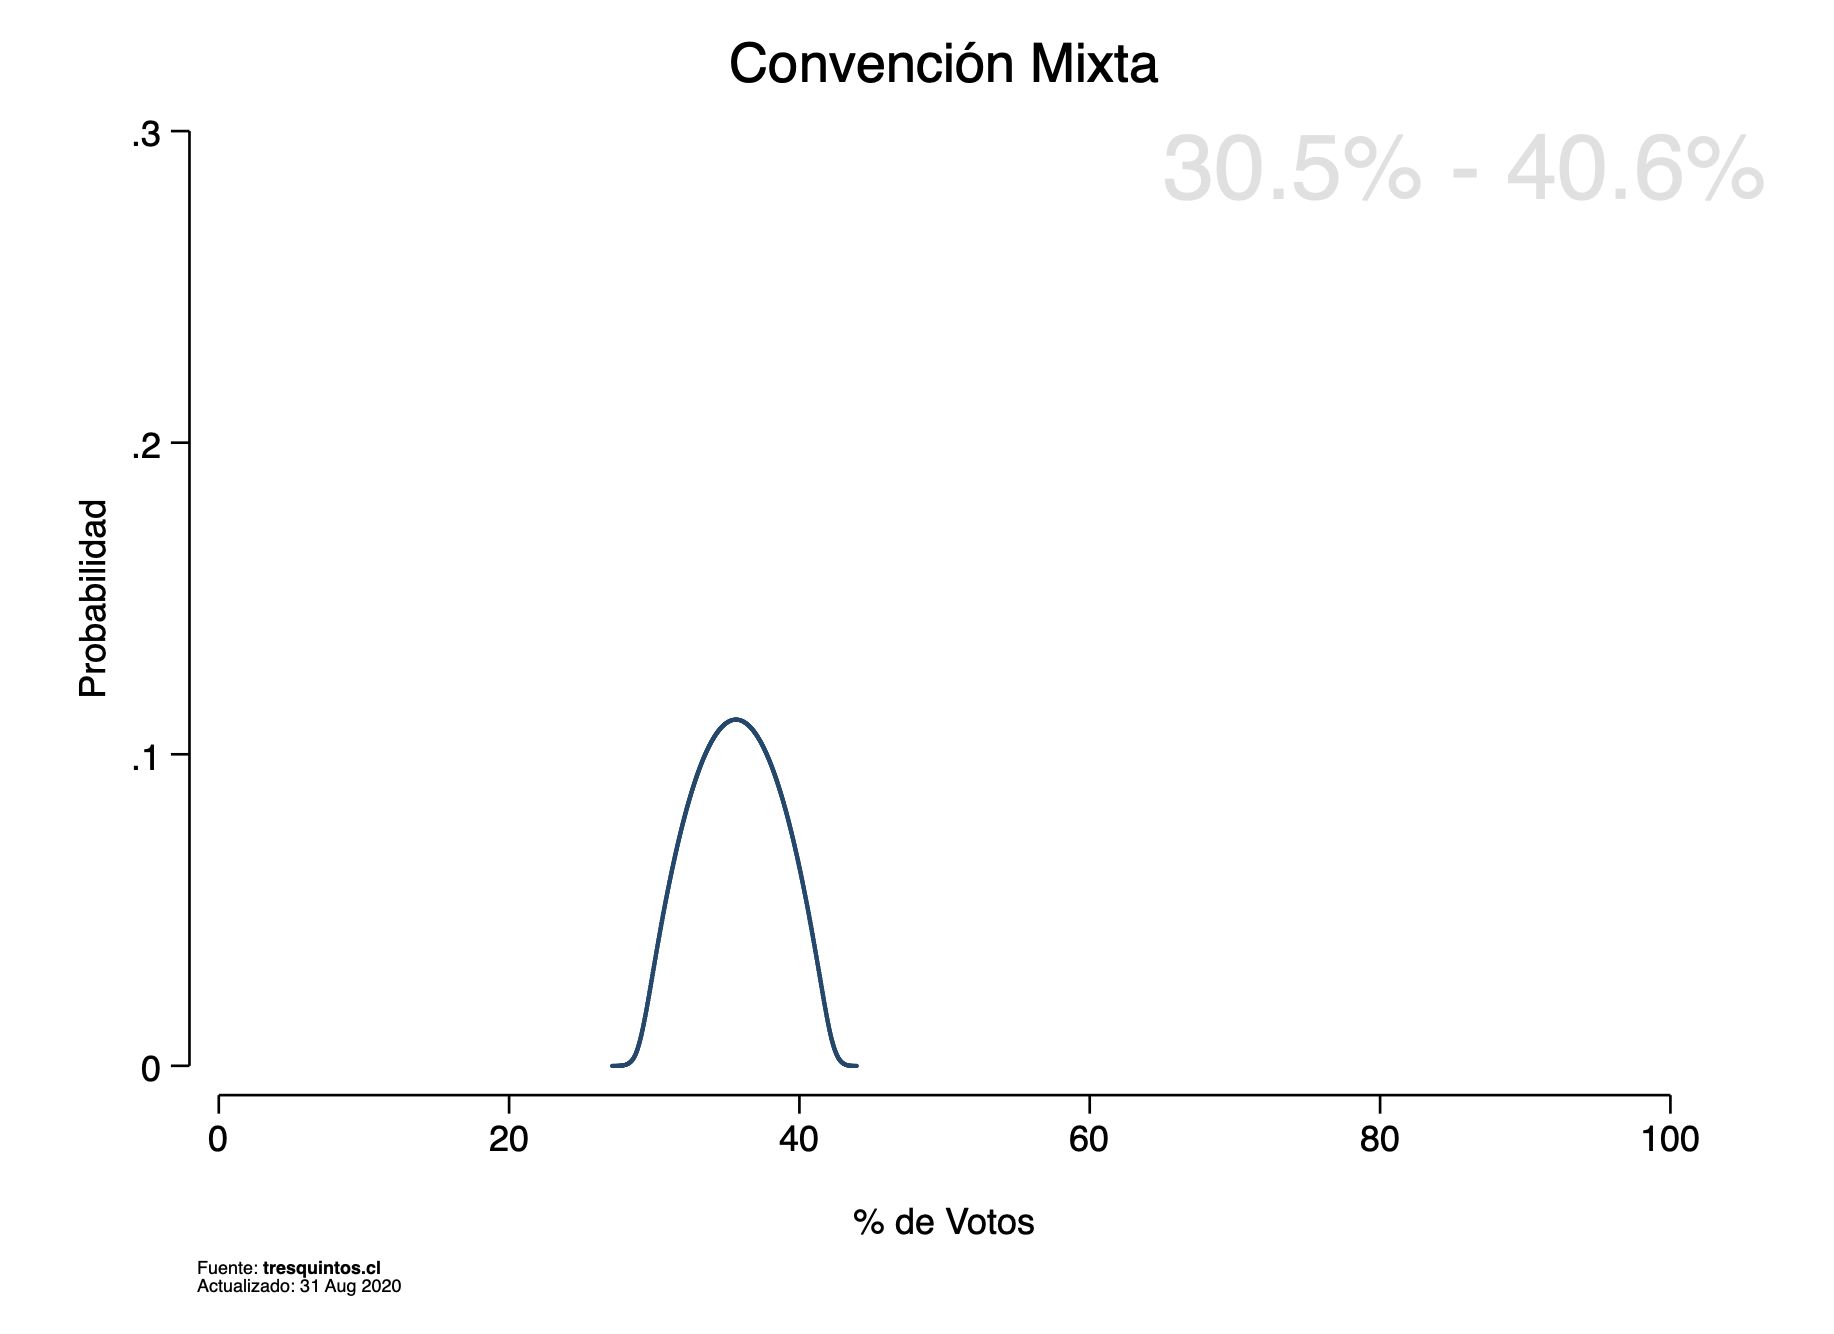 Convención Mixta
30.5% - 40.6%
.3
.2
.1
0
Probabilidad
0 20 40 60 80 100
% de Votos
Fuente: tresquintos.cl
Actualizado: 31 Aug 2020